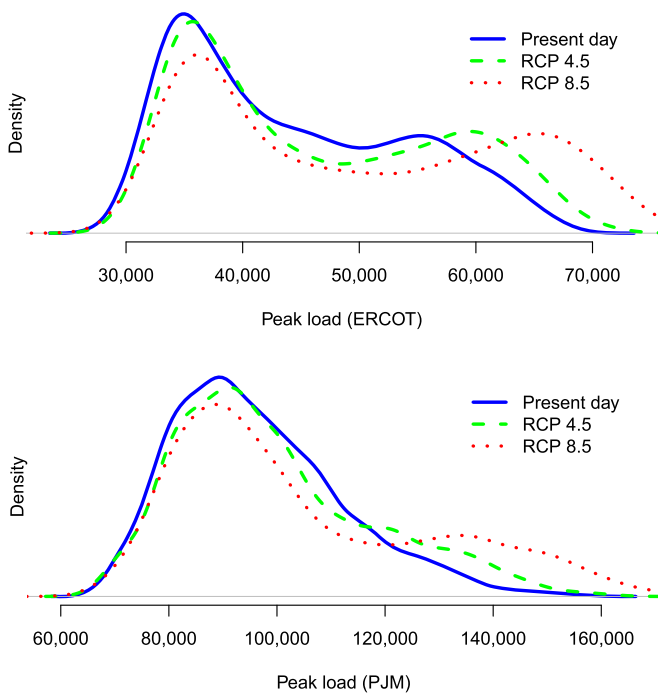 Present day
RCP 4.5
RCP 8.5
Density
30,000 40,000 50,000 60,000 70,000
Peak load (ERCOT)
Present day
RCP 4.5
RCP 8.5
Density
60,000 80,000 100,000 120,000 140,000 160,000
Peak load (PJM)